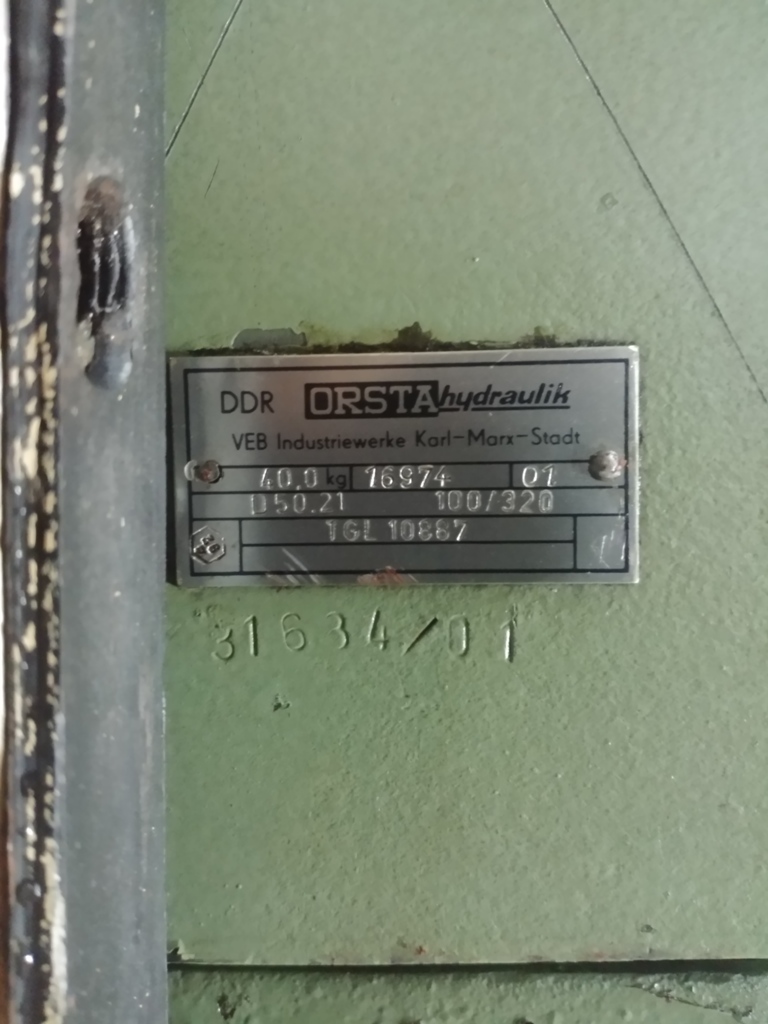 DDR ORSTA hydraulik
VEB Industriewerke Karl-Marx-Stadt
40.0 kg 16974 01
D50.21 100/320
TGL 10887
31634/01